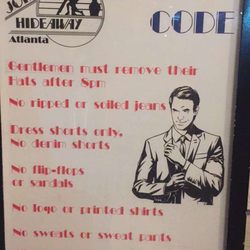 HIDEAWAY
Atlanta
CODE
Gentlemen must remove their
Hats after 8pm
No ripped or soiled jeans
Dress shorts only,
No denim shorts
No flip-flops
or sandals
No logo or printed shirts
No sweats or sweat pants